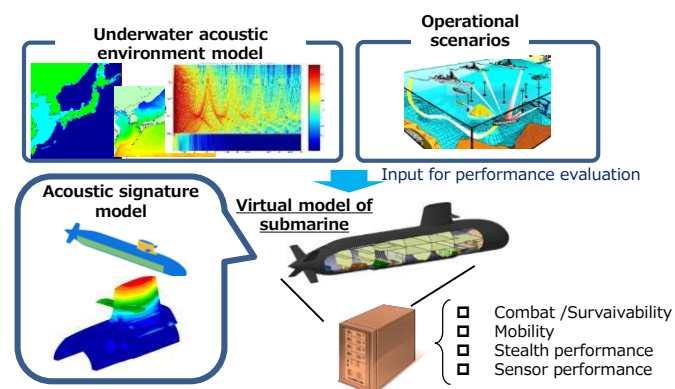 Underwater acoustic
environment model
Operational
scenarios
Input for performance evaluation
Acoustic signature
model
Virtual model of
submarine
Combat /Survaivability
Mobility
Stealth performance
Sensor performance